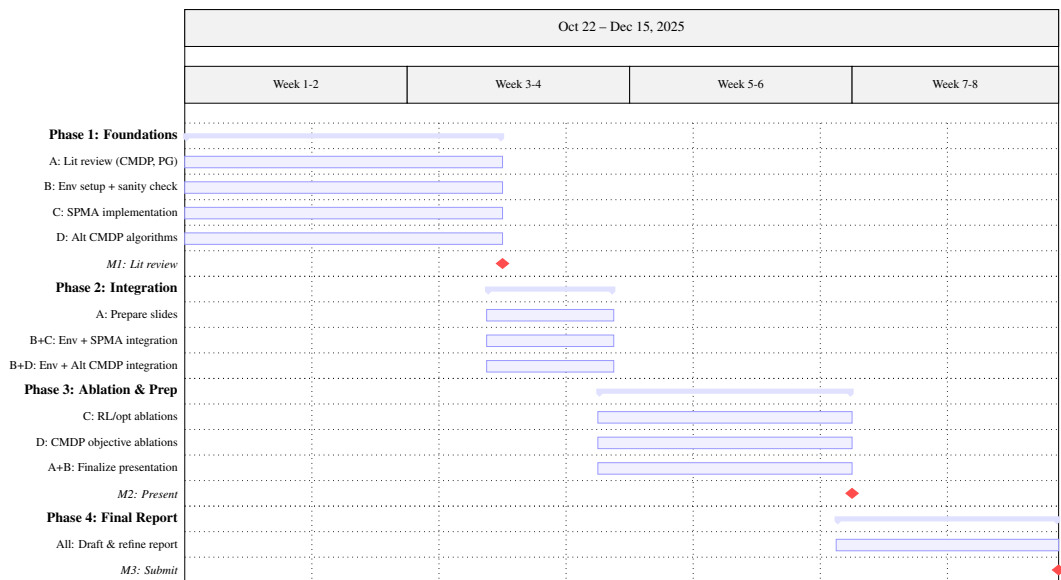 Oct 22 – Dec 15, 2025
Week 1-2
Week 3-4
Week 5-6
Week 7-8
Phase 1: Foundations
A: Lit review (CMDP, PG)
B: Env setup + sanity check
C: SPMA implementation
D: Alt CMDP algorithms
M1: Lit review
Phase 2: Integration
A: Prepare slides
B+C: Env + SPMA integration
B+D: Env + Alt CMDP integration
Phase 3: Ablation & Prep
C: RL/opt ablations
D: CMDP objective ablations
A+B: Finalize presentation
M2: Present
Phase 4: Final Report
All: Draft & refine report
M3: Submit